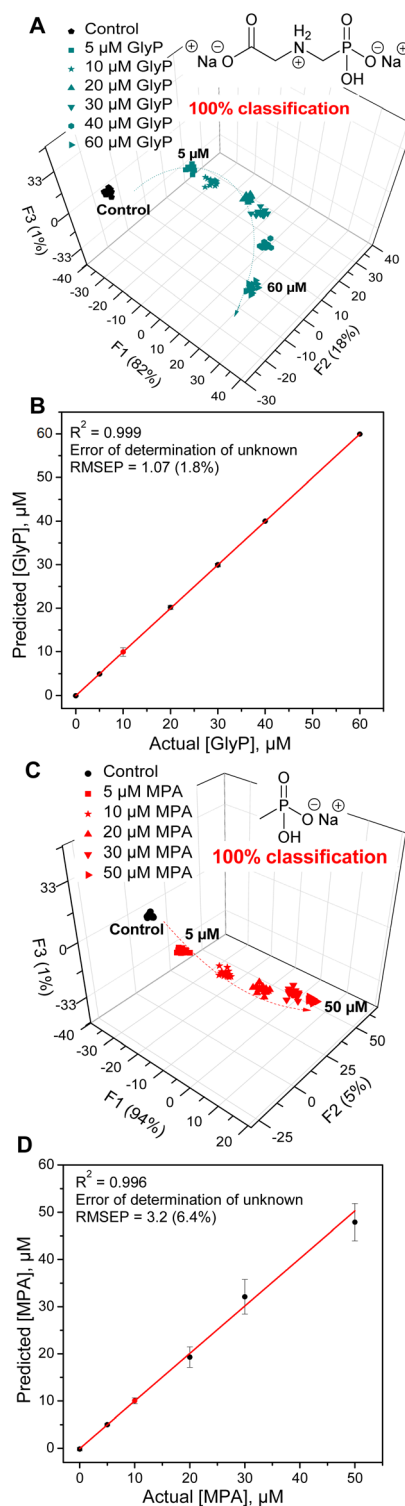 A
Control
5 µM GlyP
10 µM GlyP
20 µM GlyP
30 µM GlyP
40 µM GlyP
60 µM GlyP
⊕ Na ⊖ O O NH2 ⊕ O P OH O ⊖ Na ⊕
100% classification
5 µM
Control
60 µM
F3 (1%)
33
0
-33
-40
-30
-20
-10
0
10
20
30
40
F1 (82%)
-30
-20
-10
0
10
20
30
40
F2 (18%)
B
R2 = 0.999
Error of determination of unknown
RMSEP = 1.07 (1.8%)
Predicted [GlyP], µM
60
50
40
30
20
10
0
0 10 20 30 40 50 60
Actual [GlyP], µM
C
Control
5 µM MPA
10 µM MPA
20 µM MPA
30 µM MPA
50 µM MPA
O P OH O ⊖ Na ⊕
100% classification
Control
5 µM
50 µM
F3 (1%)
33
0
-33
-40
-30
-20
-10
0
10
20
F1 (94%)
-25
0
25
50
F2 (5%)
D
R2 = 0.996
Error of determination of unknown
RMSEP = 3.2 (6.4%)
Predicted [MPA], µM
60
50
40
30
20
10
0
0 10 20 30 40 50
Actual [MPA], µM